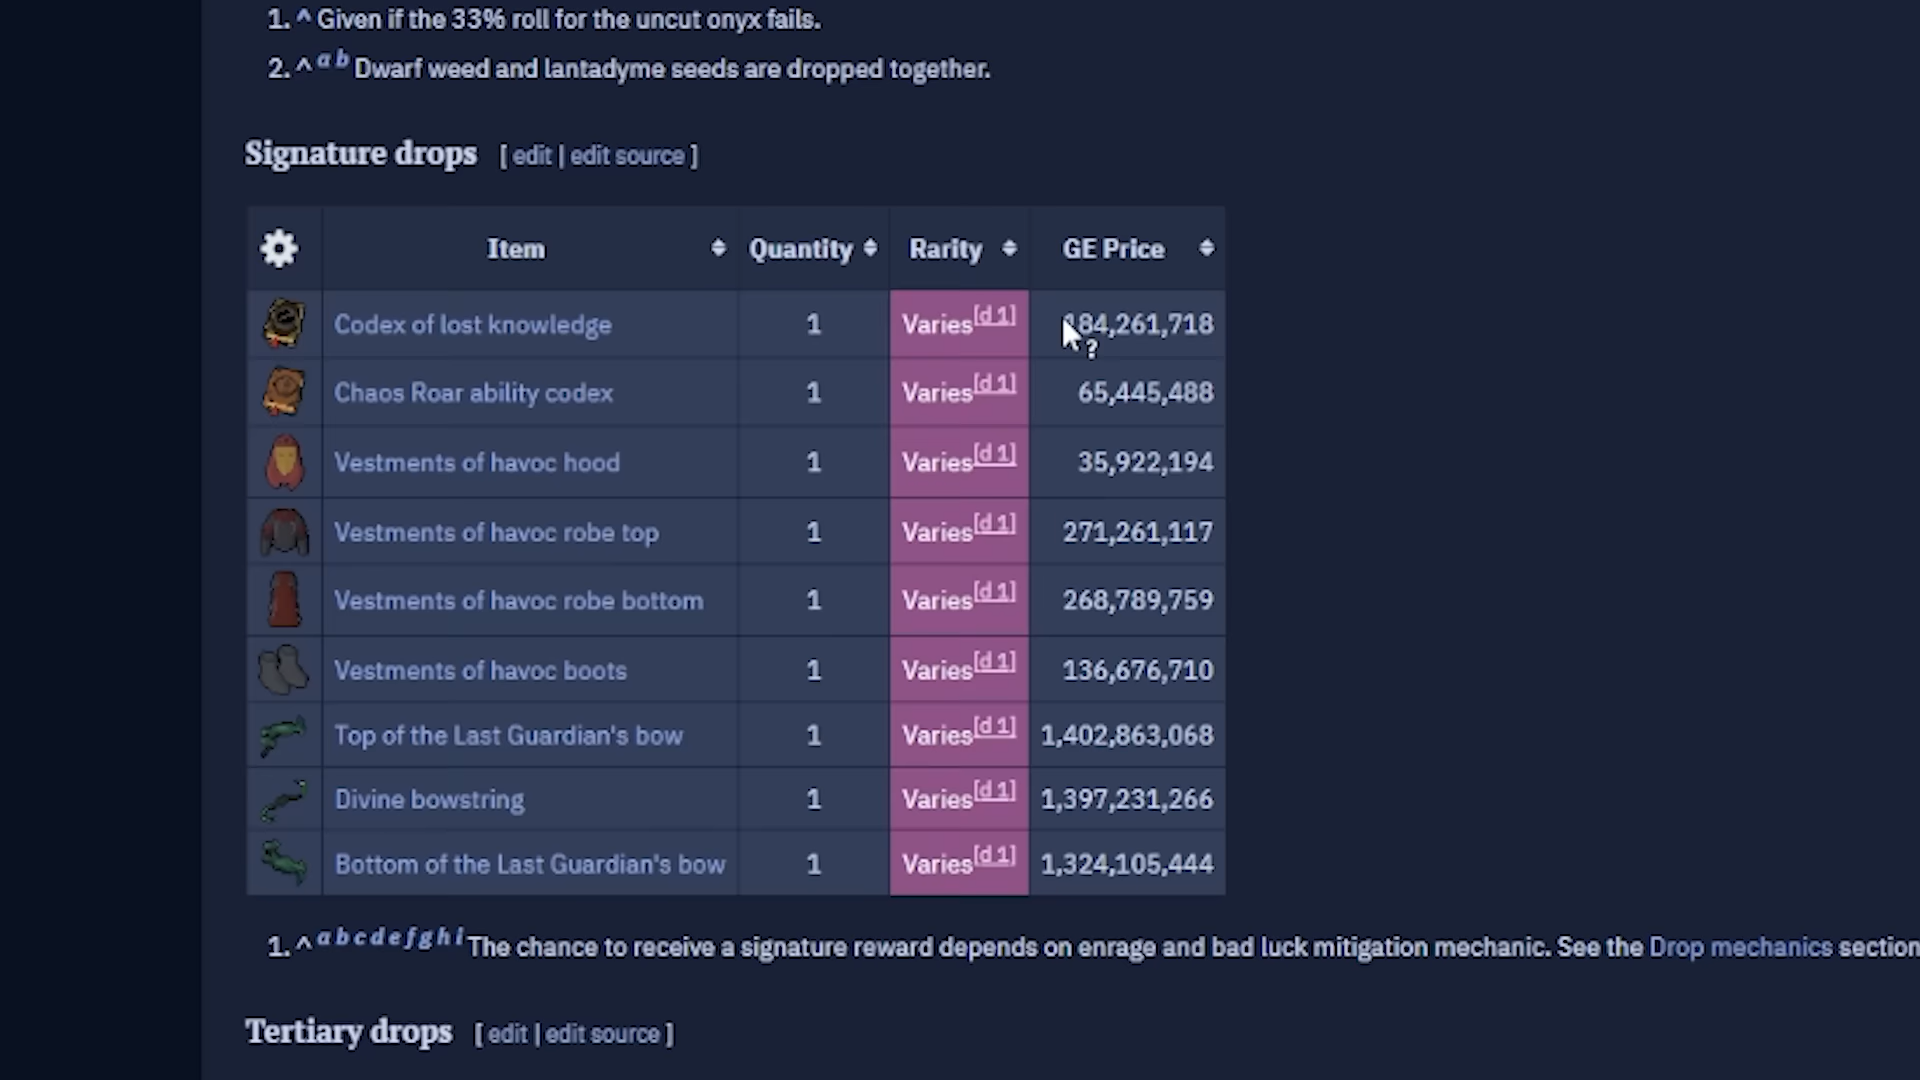 1. ^ Given if the 33% roll for the uncut onyx fails.
2. ^ a b Dwarf weed and lantadyme seeds are dropped together.
Signature drops [ edit | edit source ]
Item Quantity Rarity GE Price
Codex of lost knowledge 1 Varies[d 1] 184,261,718
Chaos Roar ability codex 1 Varies[d 1] 65,445,488
Vestments of havoc hood 1 Varies[d 1] 35,922,194
Vestments of havoc robe top 1 Varies[d 1] 271,261,117
Vestments of havoc robe bottom 1 Varies[d 1] 268,789,759
Vestments of havoc boots 1 Varies[d 1] 136,676,710
Top of the Last Guardian's bow 1 Varies[d 1] 1,402,863,068
Divine bowstring 1 Varies[d 1] 1,397,231,266
Bottom of the Last Guardian's bow 1 Varies[d 1] 1,324,105,444
1. ^ a b c d e f g h i The chance to receive a signature reward depends on enrage and bad luck mitigation mechanic. See the Drop mechanics section
Tertiary drops [ edit | edit source ]